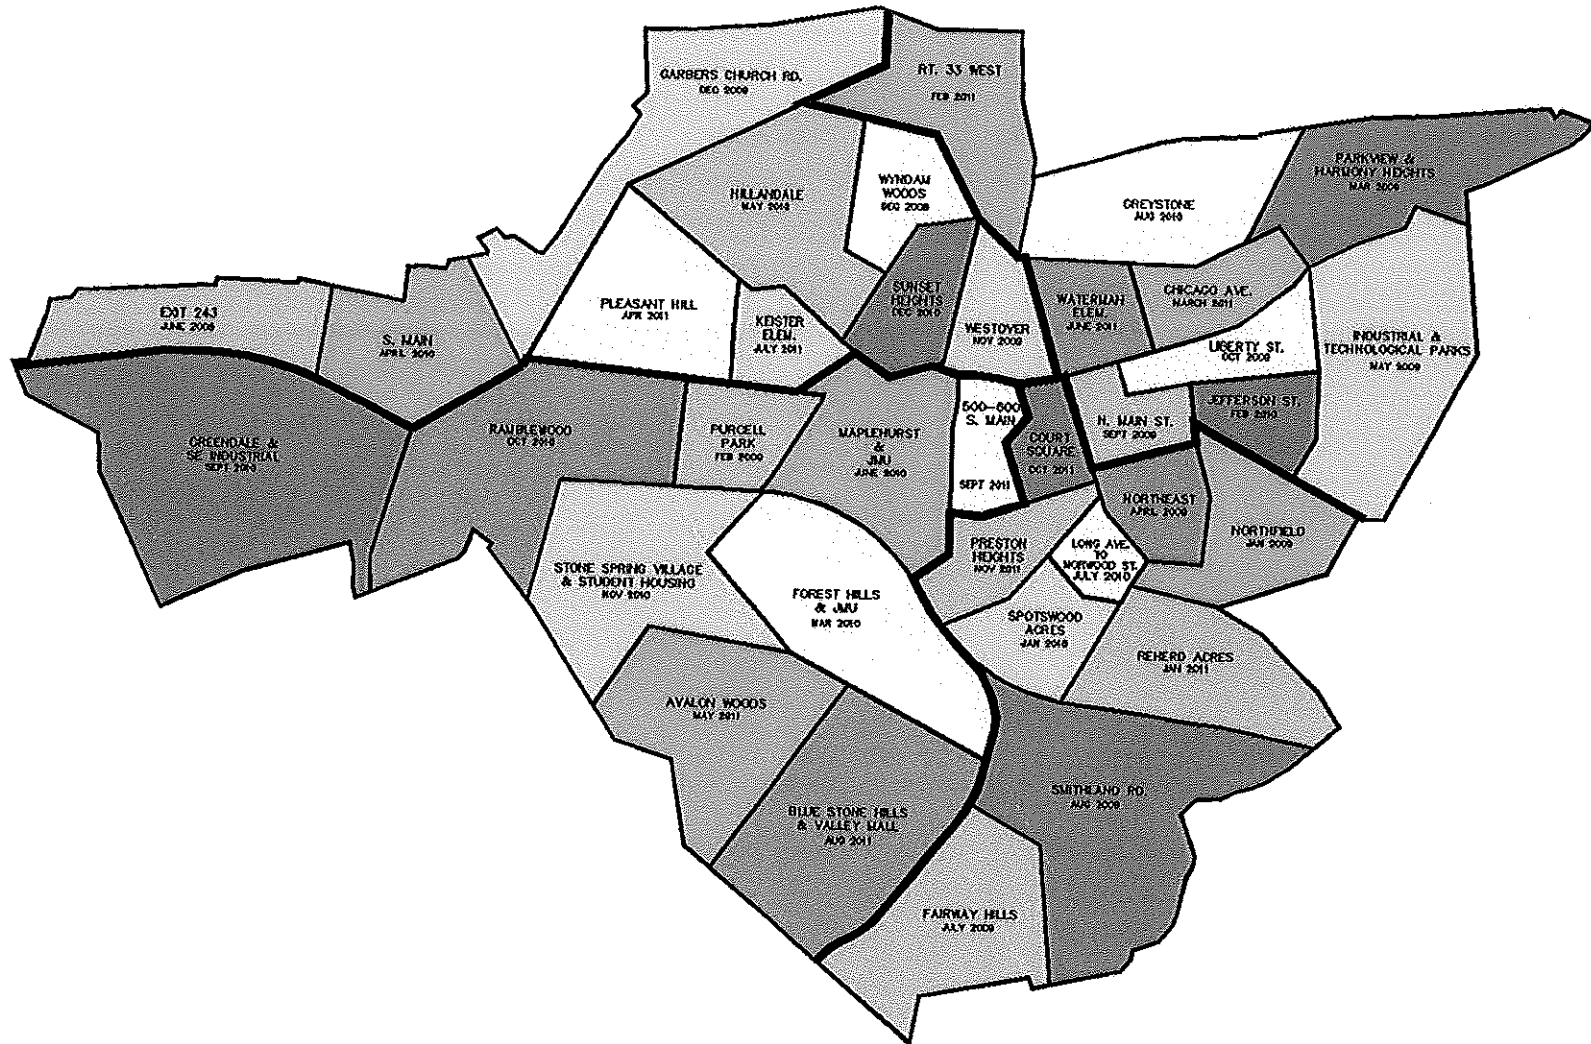 GARBERS CHURCH RD.
DEC 2009
RT. 33 WEST
FEB 2011
PARKVIEW &
HARMONY HEIGHTS
MAR 2009
WYNDAM
WOODS
DEC 2008
HILLANDALE
MAY 2010
GREYSTONE
AUG 2010
EXIT 243
JUNE 2009
S. MAIN
APRIL 2010
PLEASANT HILL
APR 2011
KEISTER
ELEM.
JULY 2011
SUNSET
HEIGHTS
DEC 2010
WESTOVER
NOV 2009
WATERMAN
ELEM.
JUNE 2011
CHICAGO AVE.
MARCH 2011
LIBERTY ST.
OCT 2009
INDUSTRIAL &
TECHNOLOGICAL PARKS
MAY 2009
GREENDALE &
SE INDUSTRIAL
SEPT 2010
RAMBLEWOOD
OCT 2010
PURCELL
PARK
FEB 2009
MAPLEHURST
&
JMU
JUNE 2010
500-600
S. MAIN
SEPT 2011
COURT
SQUARE
OCT 2011
N. MAIN ST.
SEPT 2009
JEFFERSON ST.
FEB 2010
NORTHEAST
APRIL 2009
NORTHFIELD
JAN 2009
PRESTON
HEIGHTS
NOV 2011
LONG AVE.
TO
NORWOOD ST.
JULY 2010
STONE SPRING VILLAGE
& STUDENT HOUSING
NOV 2010
FOREST HILLS
& JMU
MAR 2010
SPOTSWOOD
ACRES
JAN 2010
REHERD ACRES
JAN 2011
AVALON WOODS
MAY 2011
BLUE STONE HILLS
& VALLEY MALL
AUG 2011
SMITHLAND RD.
AUG 2009
FAIRWAY HILLS
JULY 2009